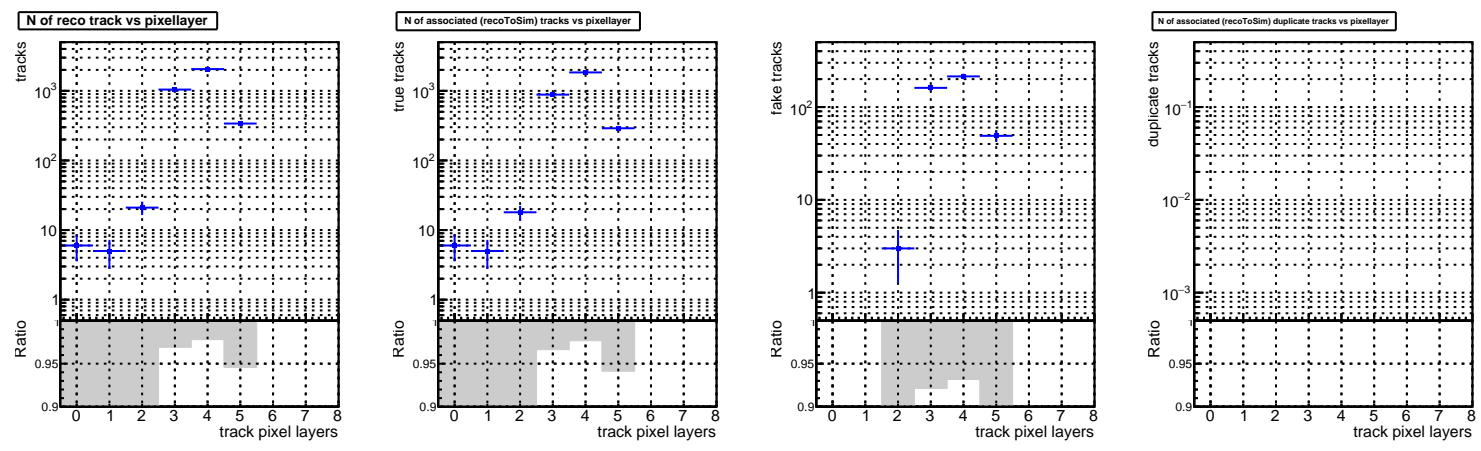 N of reco track vs pixellayer
tracks
10³
10²
10
1
Ratio
1
0.95
0.9
0 1 2 3 4 5 6 7 8
track pixel layers
N of associated (recoToSim) tracks vs pixellayer
true tracks
10³
10²
10
1
Ratio
1
0.95
0.9
0 1 2 3 4 5 6 7 8
track pixel layers
fake tracks
10²
10
1
Ratio
1
0.95
0.9
0 1 2 3 4 5 6 7 8
track pixel layers
N of associated (recoToSim) duplicate tracks vs pixellayer
duplicate tracks
10⁻¹
10⁻²
10⁻³
Ratio
1
0.95
0.9
0 1 2 3 4 5 6 7 8
track pixel layers